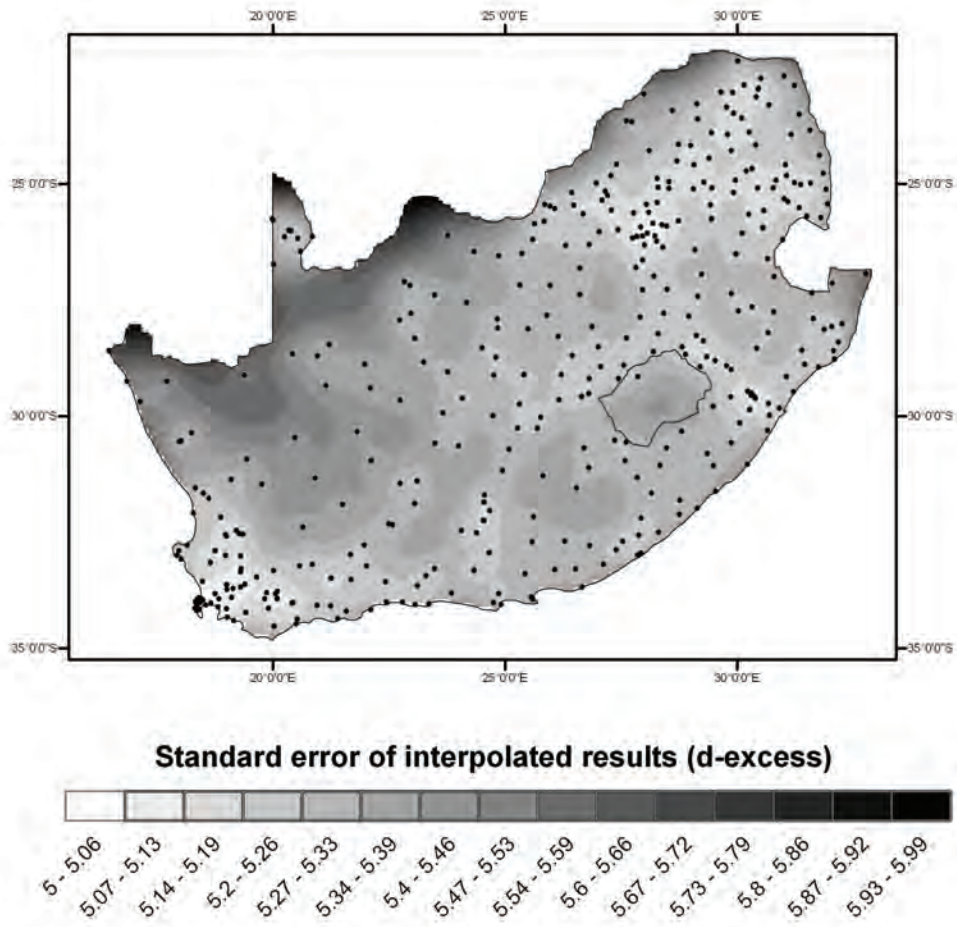 20°0'0"E 25°0'0"E 30°0'0"E
25°0'0"S 25°0'0"S
30°0'0"S 30°0'0"S
35°0'0"S 35°0'0"S
20°0'0"E 25°0'0"E 30°0'0"E
Standard error of interpolated results (d-excess)
5 - 5.06
5.07 - 5.13
5.14 - 5.19
5.2 - 5.26
5.27 - 5.33
5.34 - 5.39
5.4 - 5.46
5.47 - 5.53
5.54 - 5.59
5.6 - 5.66
5.67 - 5.72
5.73 - 5.79
5.8 - 5.86
5.87 - 5.92
5.93 - 5.99